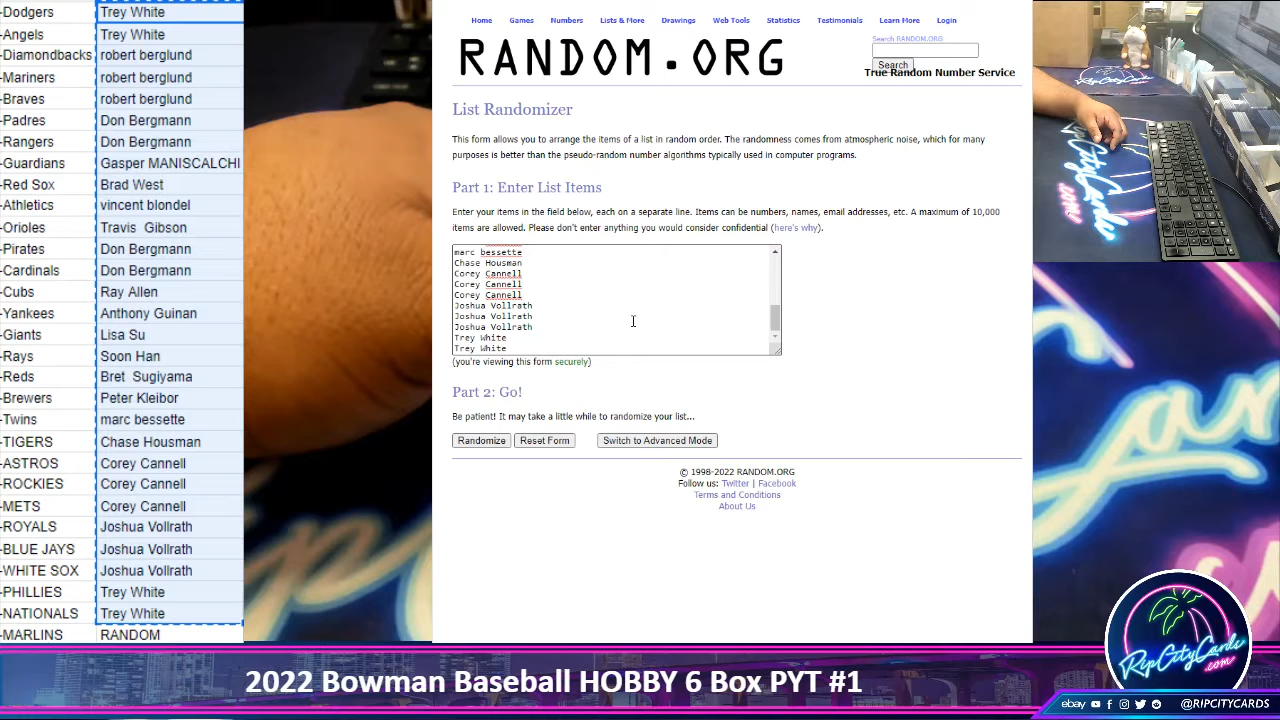 -Dodgers Trey White
-Angels Trey White
-Diamondbacks robert berglund
-Mariners robert berglund
-Braves robert berglund
-Padres Don Bergmann
-Rangers Don Bergmann
-Guardians Gasper MANISCALCHI
-Red Sox Brad West
-Athletics vincent blondel
-Orioles Travis Gibson
-Pirates Don Bergmann
-Cardinals Don Bergmann
-Cubs Ray Allen
-Yankees Anthony Guinan
-Giants Lisa Su
-Rays Soon Han
-Reds Bret Sugiyama
-Brewers Peter Kleibor
-Twins marc bessette
-TIGERS Chase Housman
-ASTROS Corey Cannell
-ROCKIES Corey Cannell
-METS Corey Cannell
-ROYALS Joshua Vollrath
-BLUE JAYS Joshua Vollrath
-WHITE SOX Joshua Vollrath
-PHILLIES Trey White
-NATIONALS Trey White
-MARLINS RANDOM
Home Games Numbers Lists & More Drawings Web Tools Statistics Testimonials Learn More Login
RANDOM.ORG
Search RANDOM.ORG
Search
True Random Number Service
List Randomizer
This form allows you to arrange the items of a list in random order. The randomness comes from atmospheric noise, which for many
purposes is better than the pseudo-random number algorithms typically used in computer programs.
Part 1: Enter List Items
Enter your items in the field below, each on a separate line. Items can be numbers, names, email addresses, etc. A maximum of 10,000
items are allowed. Please don't enter anything you would consider confidential (here's why).
marc bessette
Chase Housman
Corey Cannell
Corey Cannell
Corey Cannell
Joshua Vollrath
Joshua Vollrath
Joshua Vollrath
Trey White
Trey White
(you're viewing this form securely)
Part 2: Go!
Be patient! It may take a little while to randomize your list...
Randomize Reset Form Switch to Advanced Mode
© 1998-2022 RANDOM.ORG
Follow us: Twitter | Facebook
Terms and Conditions
About Us
RipCityCards
RipCityCards
.com
2022 Bowman Baseball HOBBY 6 Box PYT #1
ebay @RIPCITYCARDS